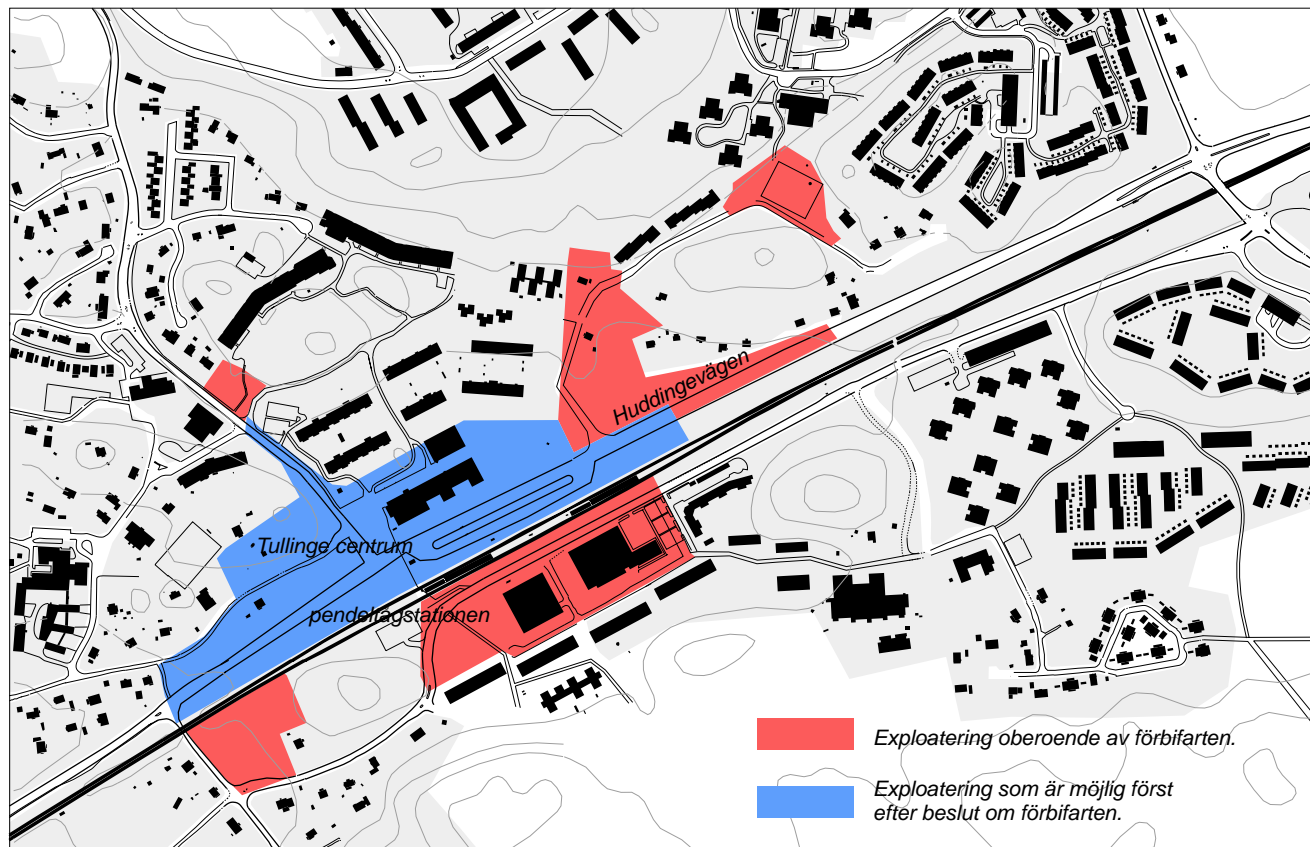 Huddingevägen
Tullinge centrum
pendeltågstationen
Exploatering oberoende av förbifarten.
Exploatering som är möjlig först
efter beslut om förbifarten.